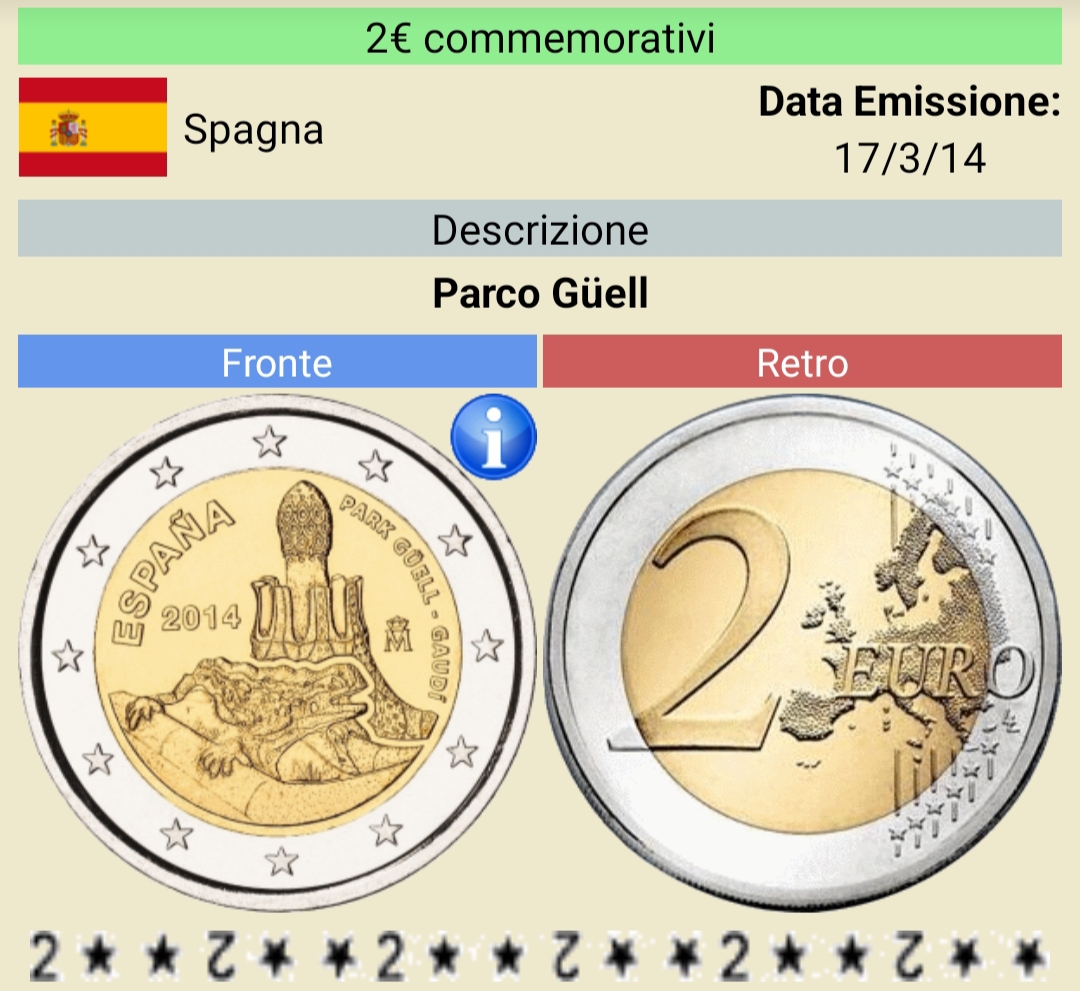 2€ commemorativi
Spagna
Data Emissione:
17/3/14
Descrizione
Parco Güell
Fronte
Retro
i
ESPAÑA
2014
PARK GÜELL - GAUDÍ
M
2 EURO
2 ★ ★ 2 ★ ★ 2 ★ ★ 2 ★ ★ 2 ★ ★ 2 ★ ★